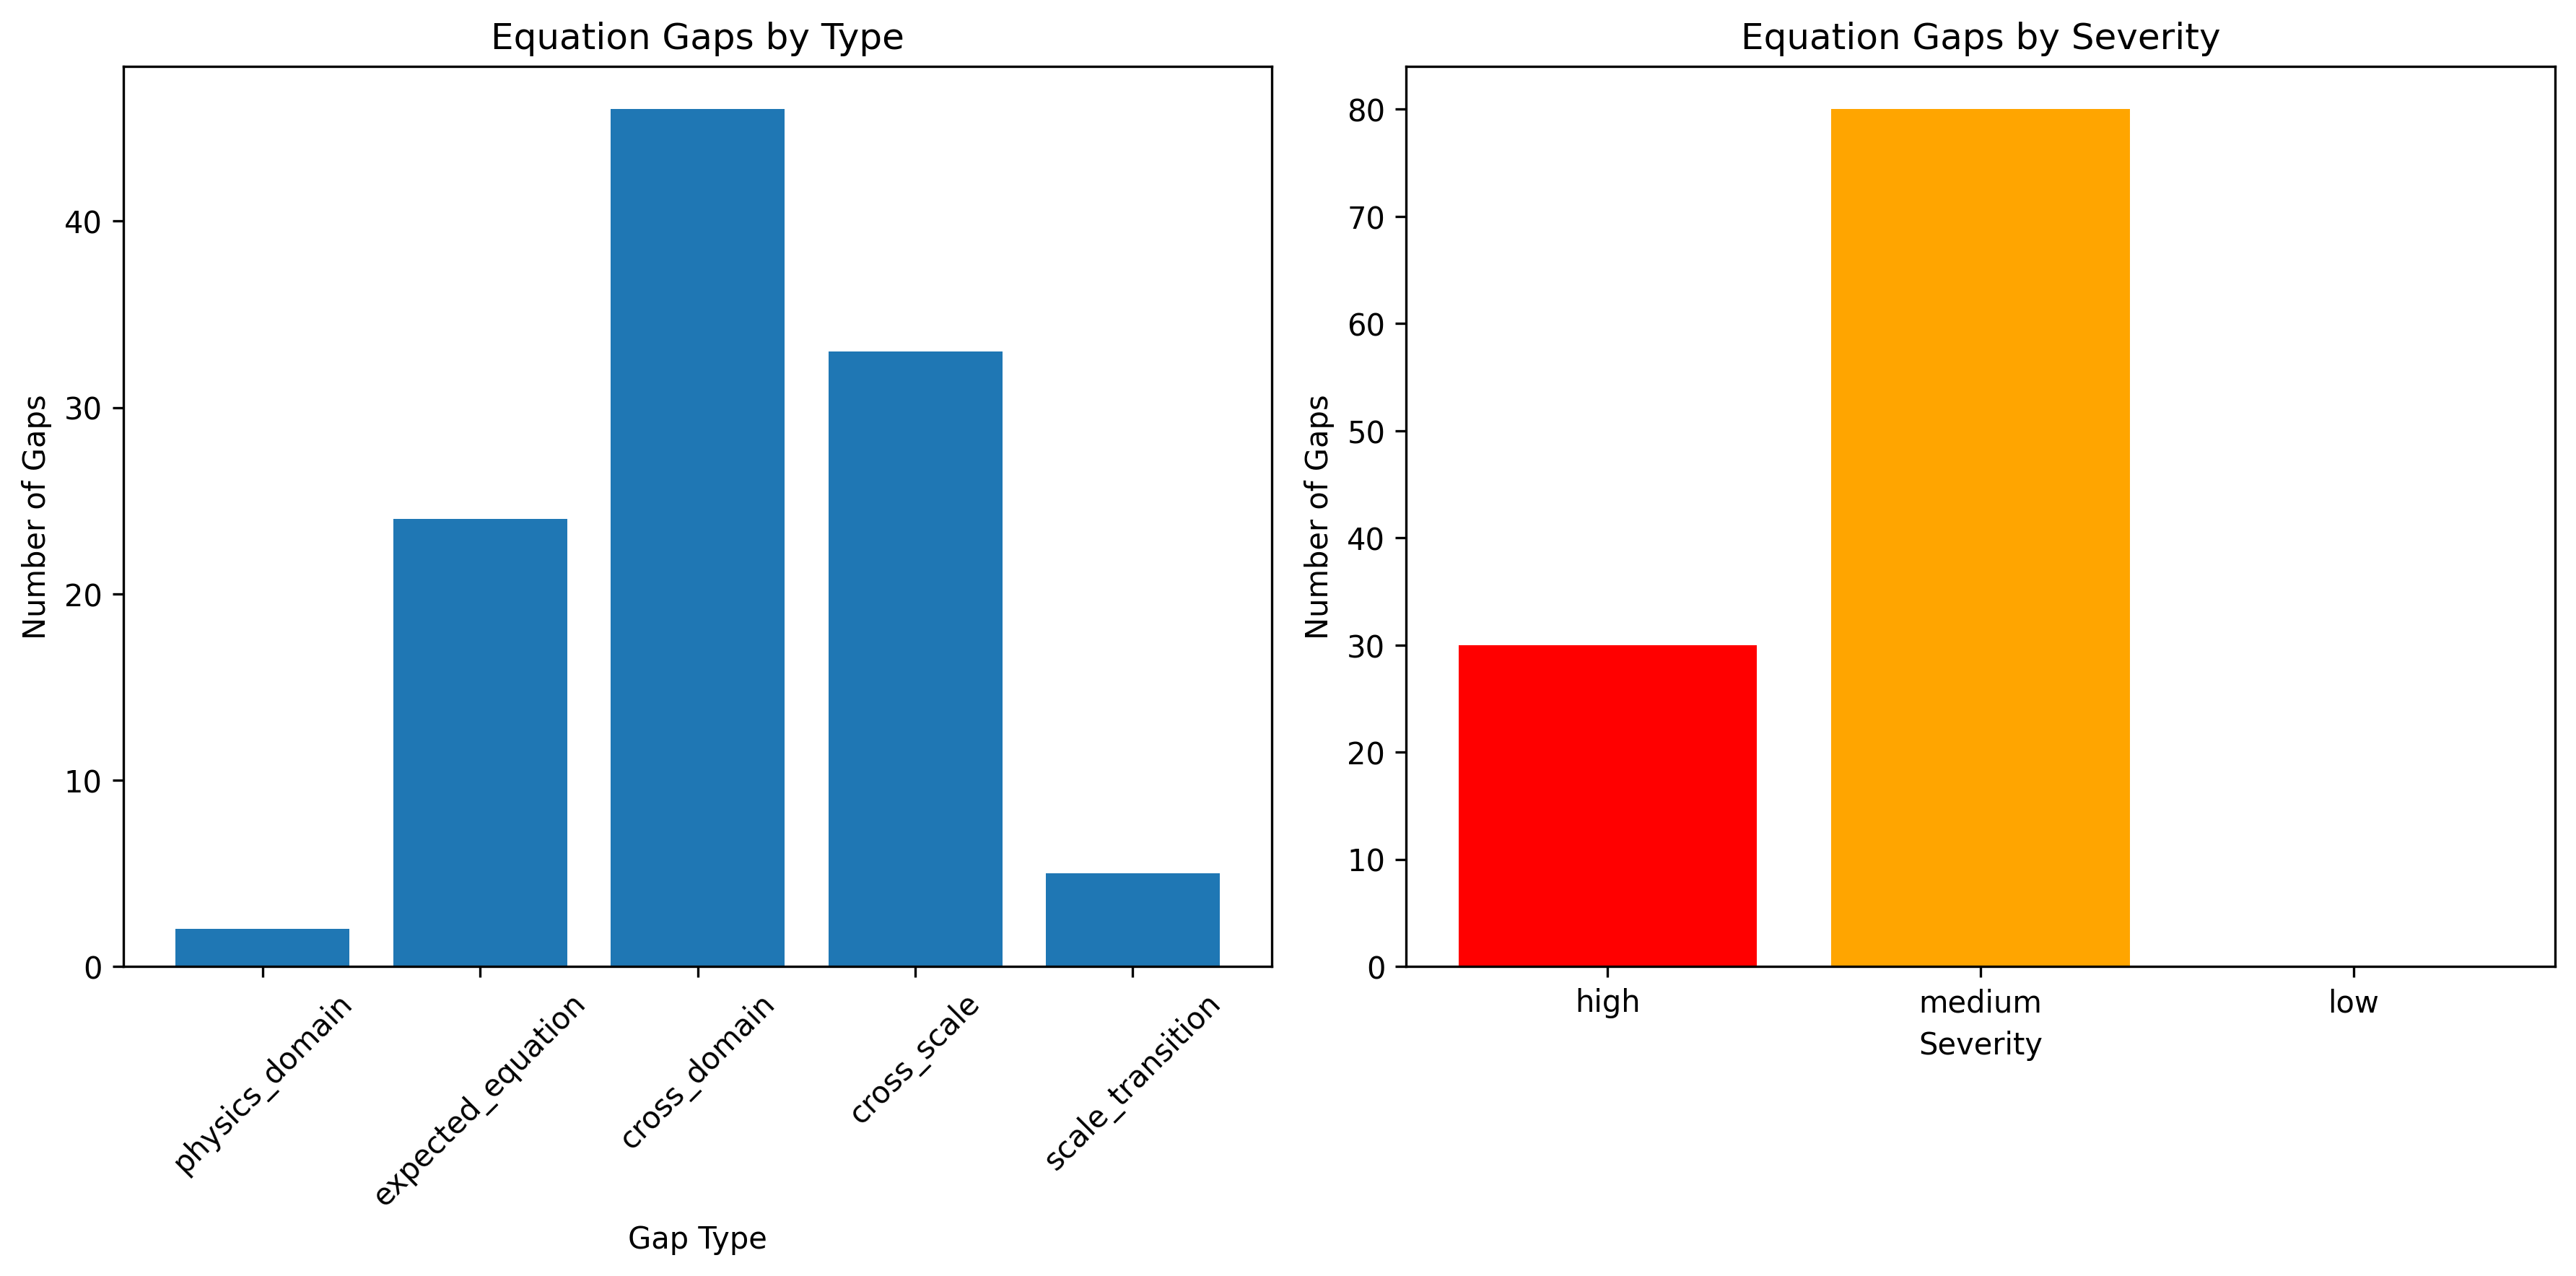 Equation Gaps by Type
Number of Gaps
40
30
20
10
0
physics_domain
expected_equation
cross_domain
cross_scale
scale_transition
Gap Type
Equation Gaps by Severity
Number of Gaps
80
70
60
50
40
30
20
10
0
high
medium
low
Severity